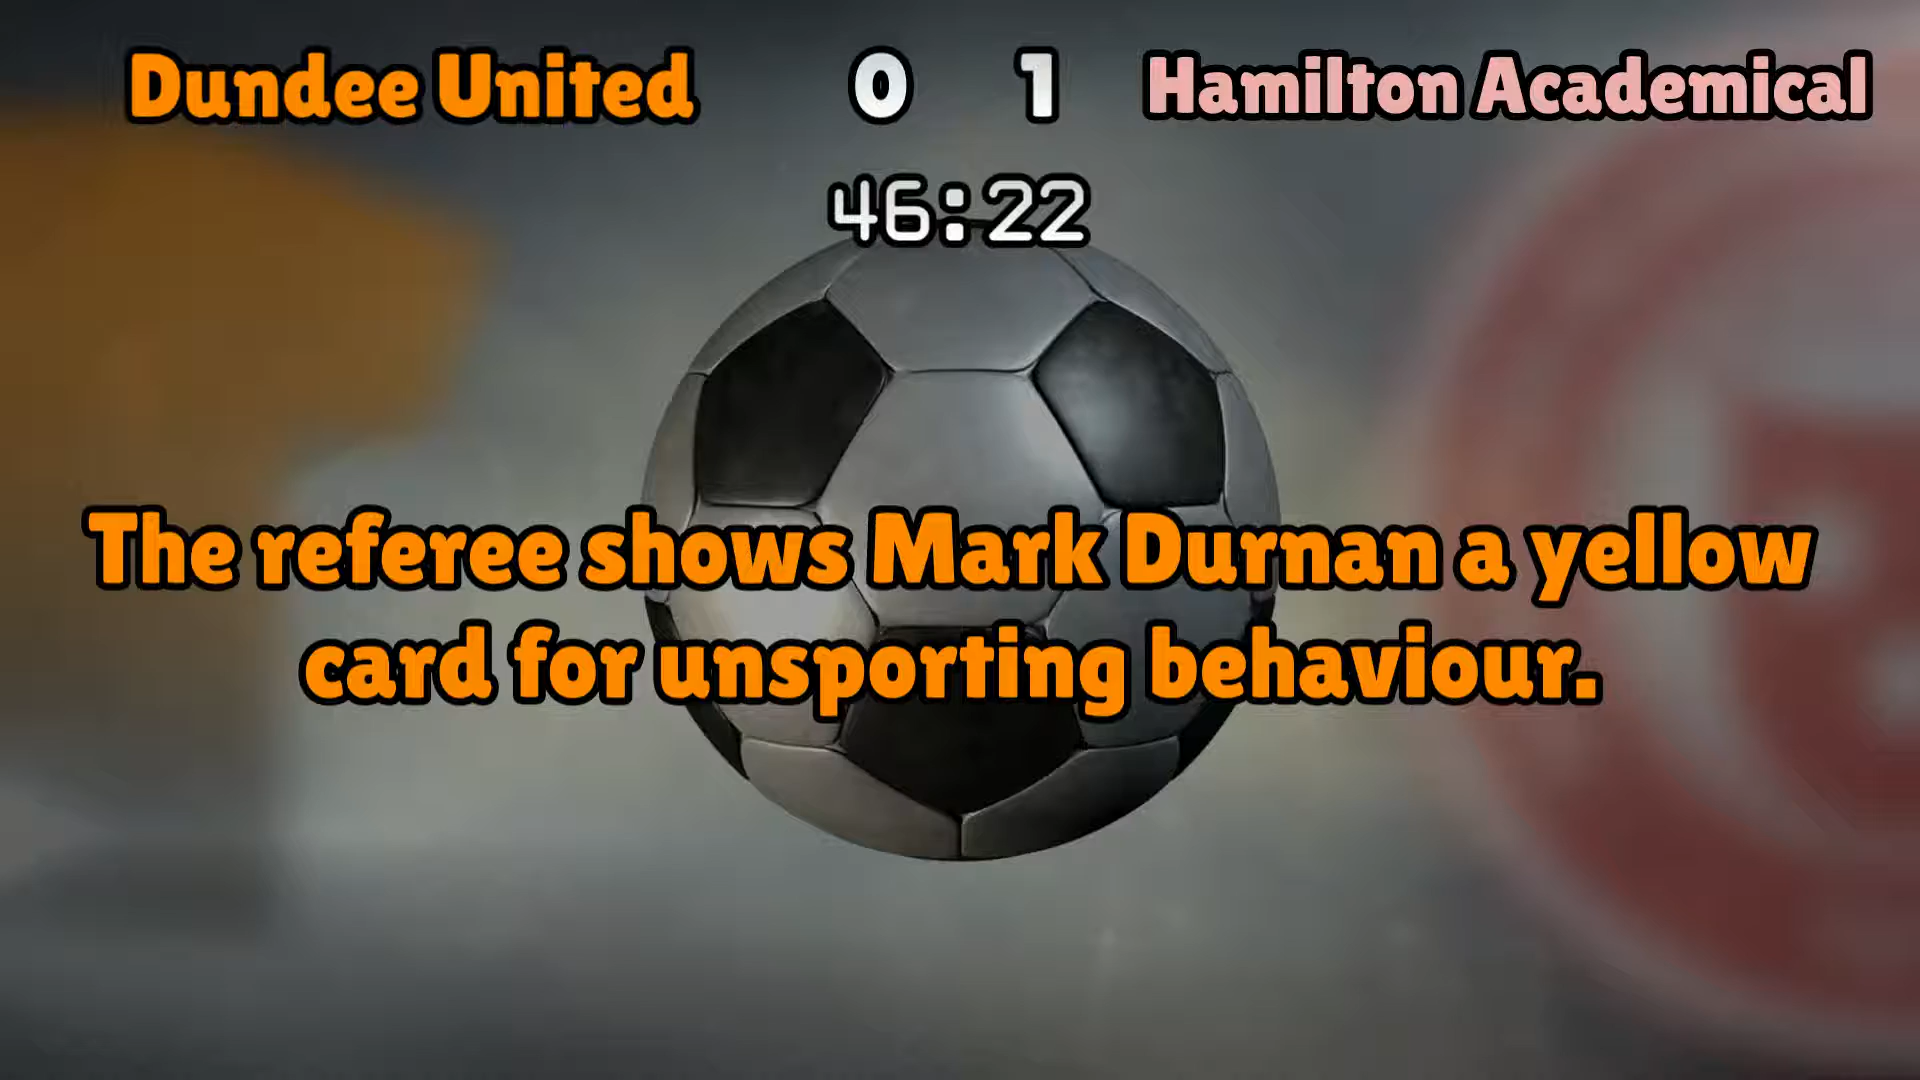 Dundee United 0 1 Hamilton Academical
46:22
The referee shows Mark Durnan a yellow
card for unsporting behaviour.